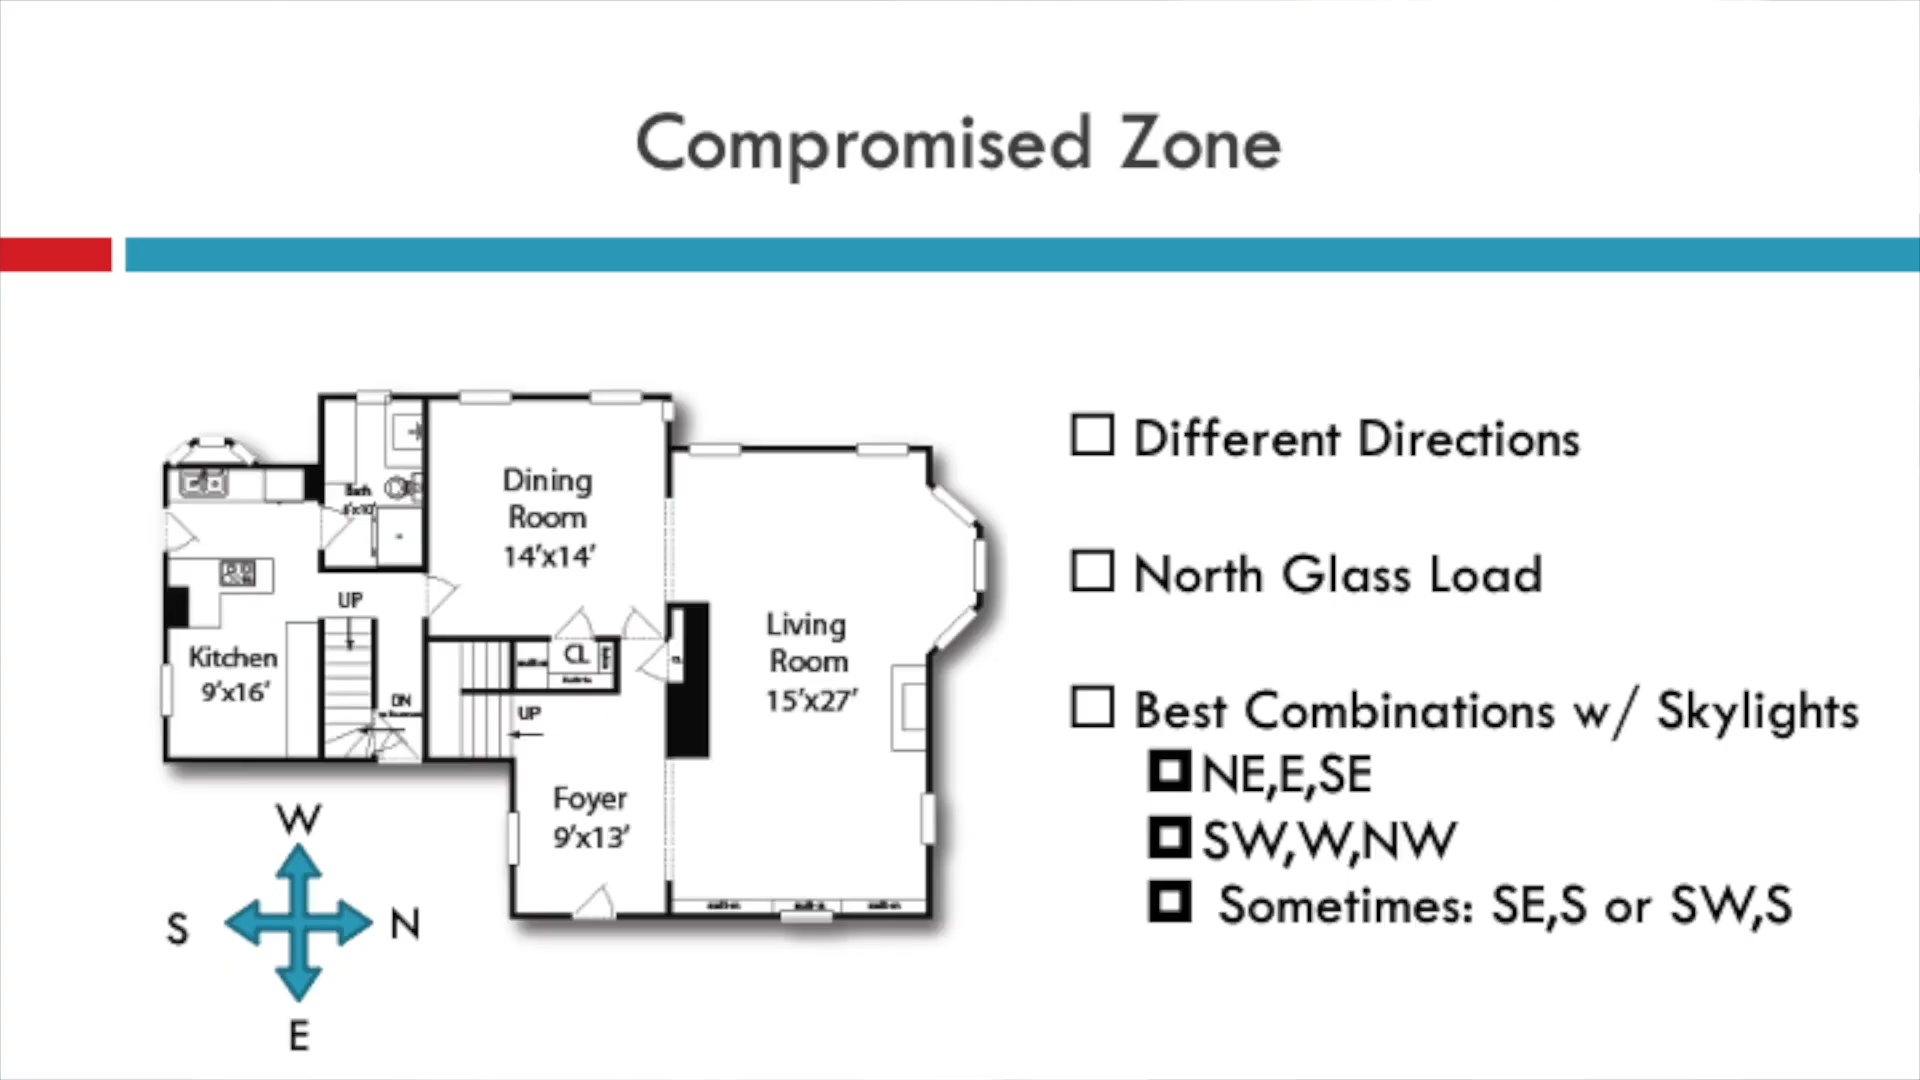 Compromised Zone
Dining
Room
14'x14'
Bath
UP
Kitchen
9'x16'
DN
CL
UP
Living
Room
15'x27'
Foyer
9'x13'
W
S
N
E
Different Directions
North Glass Load
Best Combinations w/ Skylights
NE,E,SE
SW,W,NW
Sometimes: SE,S or SW,S